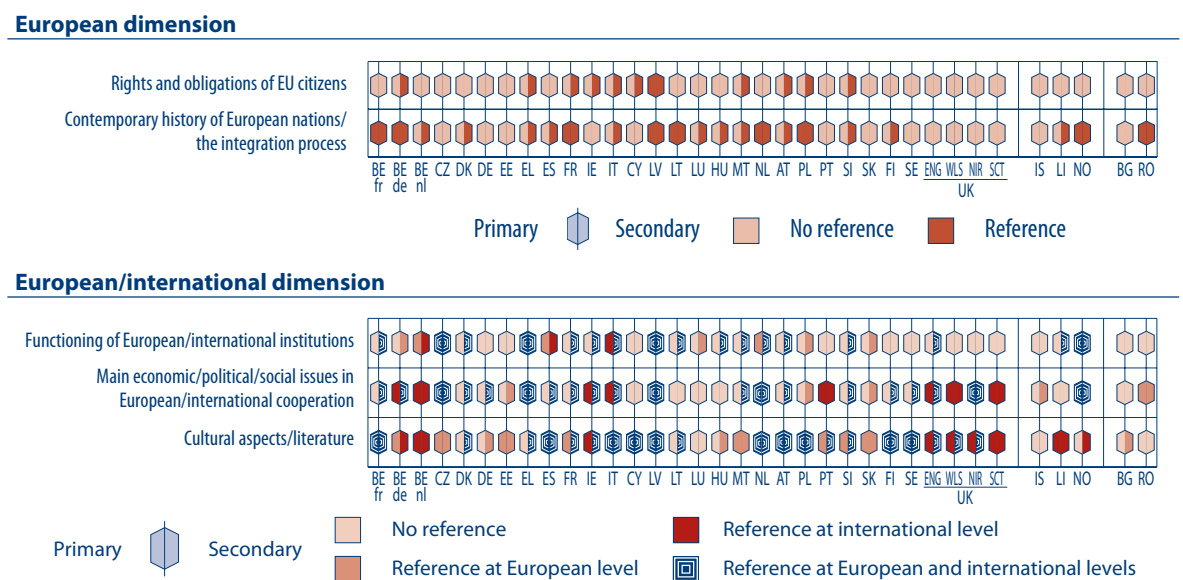 European dimension
Rights and obligations of EU citizens
Contemporary history of European nations/
the integration process
BE BE BE CZ DK DE EE EL ES FR IE IT CY LV LT LU HU MT NL AT PL PT SI SK FI SE ENG WLS NIR SCT IS LI NO BG RO
fr de nl
UK
Primary Secondary No reference Reference
European/international dimension
Functioning of European/international institutions
Main economic/political/social issues in
European/international cooperation
Cultural aspects/literature
BE BE BE CZ DK DE EE EL ES FR IE IT CY LV LT LU HU MT NL AT PL PT SI SK FI SE ENG WLS NIR SCT IS LI NO BG RO
fr de nl
UK
No reference Reference at international level
Primary Secondary
Reference at European level Reference at European and international levels